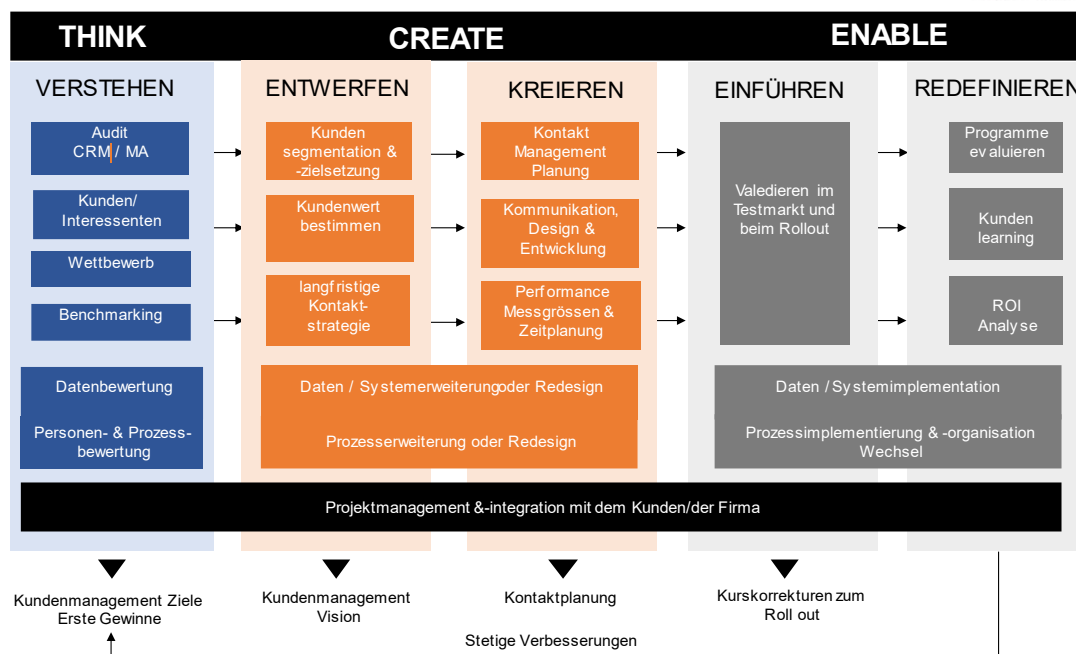 THINK
CREATE
ENABLE
VERSTEHEN
ENTWERFEN
KREIEREN
EINFÜHREN
REDEFINIEREN
Audit
CRM / MA
Kunden/
Interessenten
Wettbewerb
Benchmarking
Kunden
segmentation &
-zielsetzung
Kundenwert
bestimmen
langfristige
Kontakt-
strategie
Kontakt
Management
Planung
Kommunikation,
Design &
Entwicklung
Performance
Messgrössen &
Zeitplanung
Valedieren im
Testmarkt und
beim Rollout
Programme
evaluieren
Kunden
learning
ROI
Analyse
Datenbewertung
Personen- & Prozess-
bewertung
Daten / Systemerweiterung oder Redesign
Prozesserweiterung oder Redesign
Daten / Systemimplementation
Prozessimplementierung & -organisation
Wechsel
Projektmanagement &-integration mit dem Kunden/der Firma
Kundenmanagement Ziele
Erste Gewinne
Kundenmanagement
Vision
Kontaktplanung
Kurskorrekturen zum
Roll out
Stetige Verbesserungen